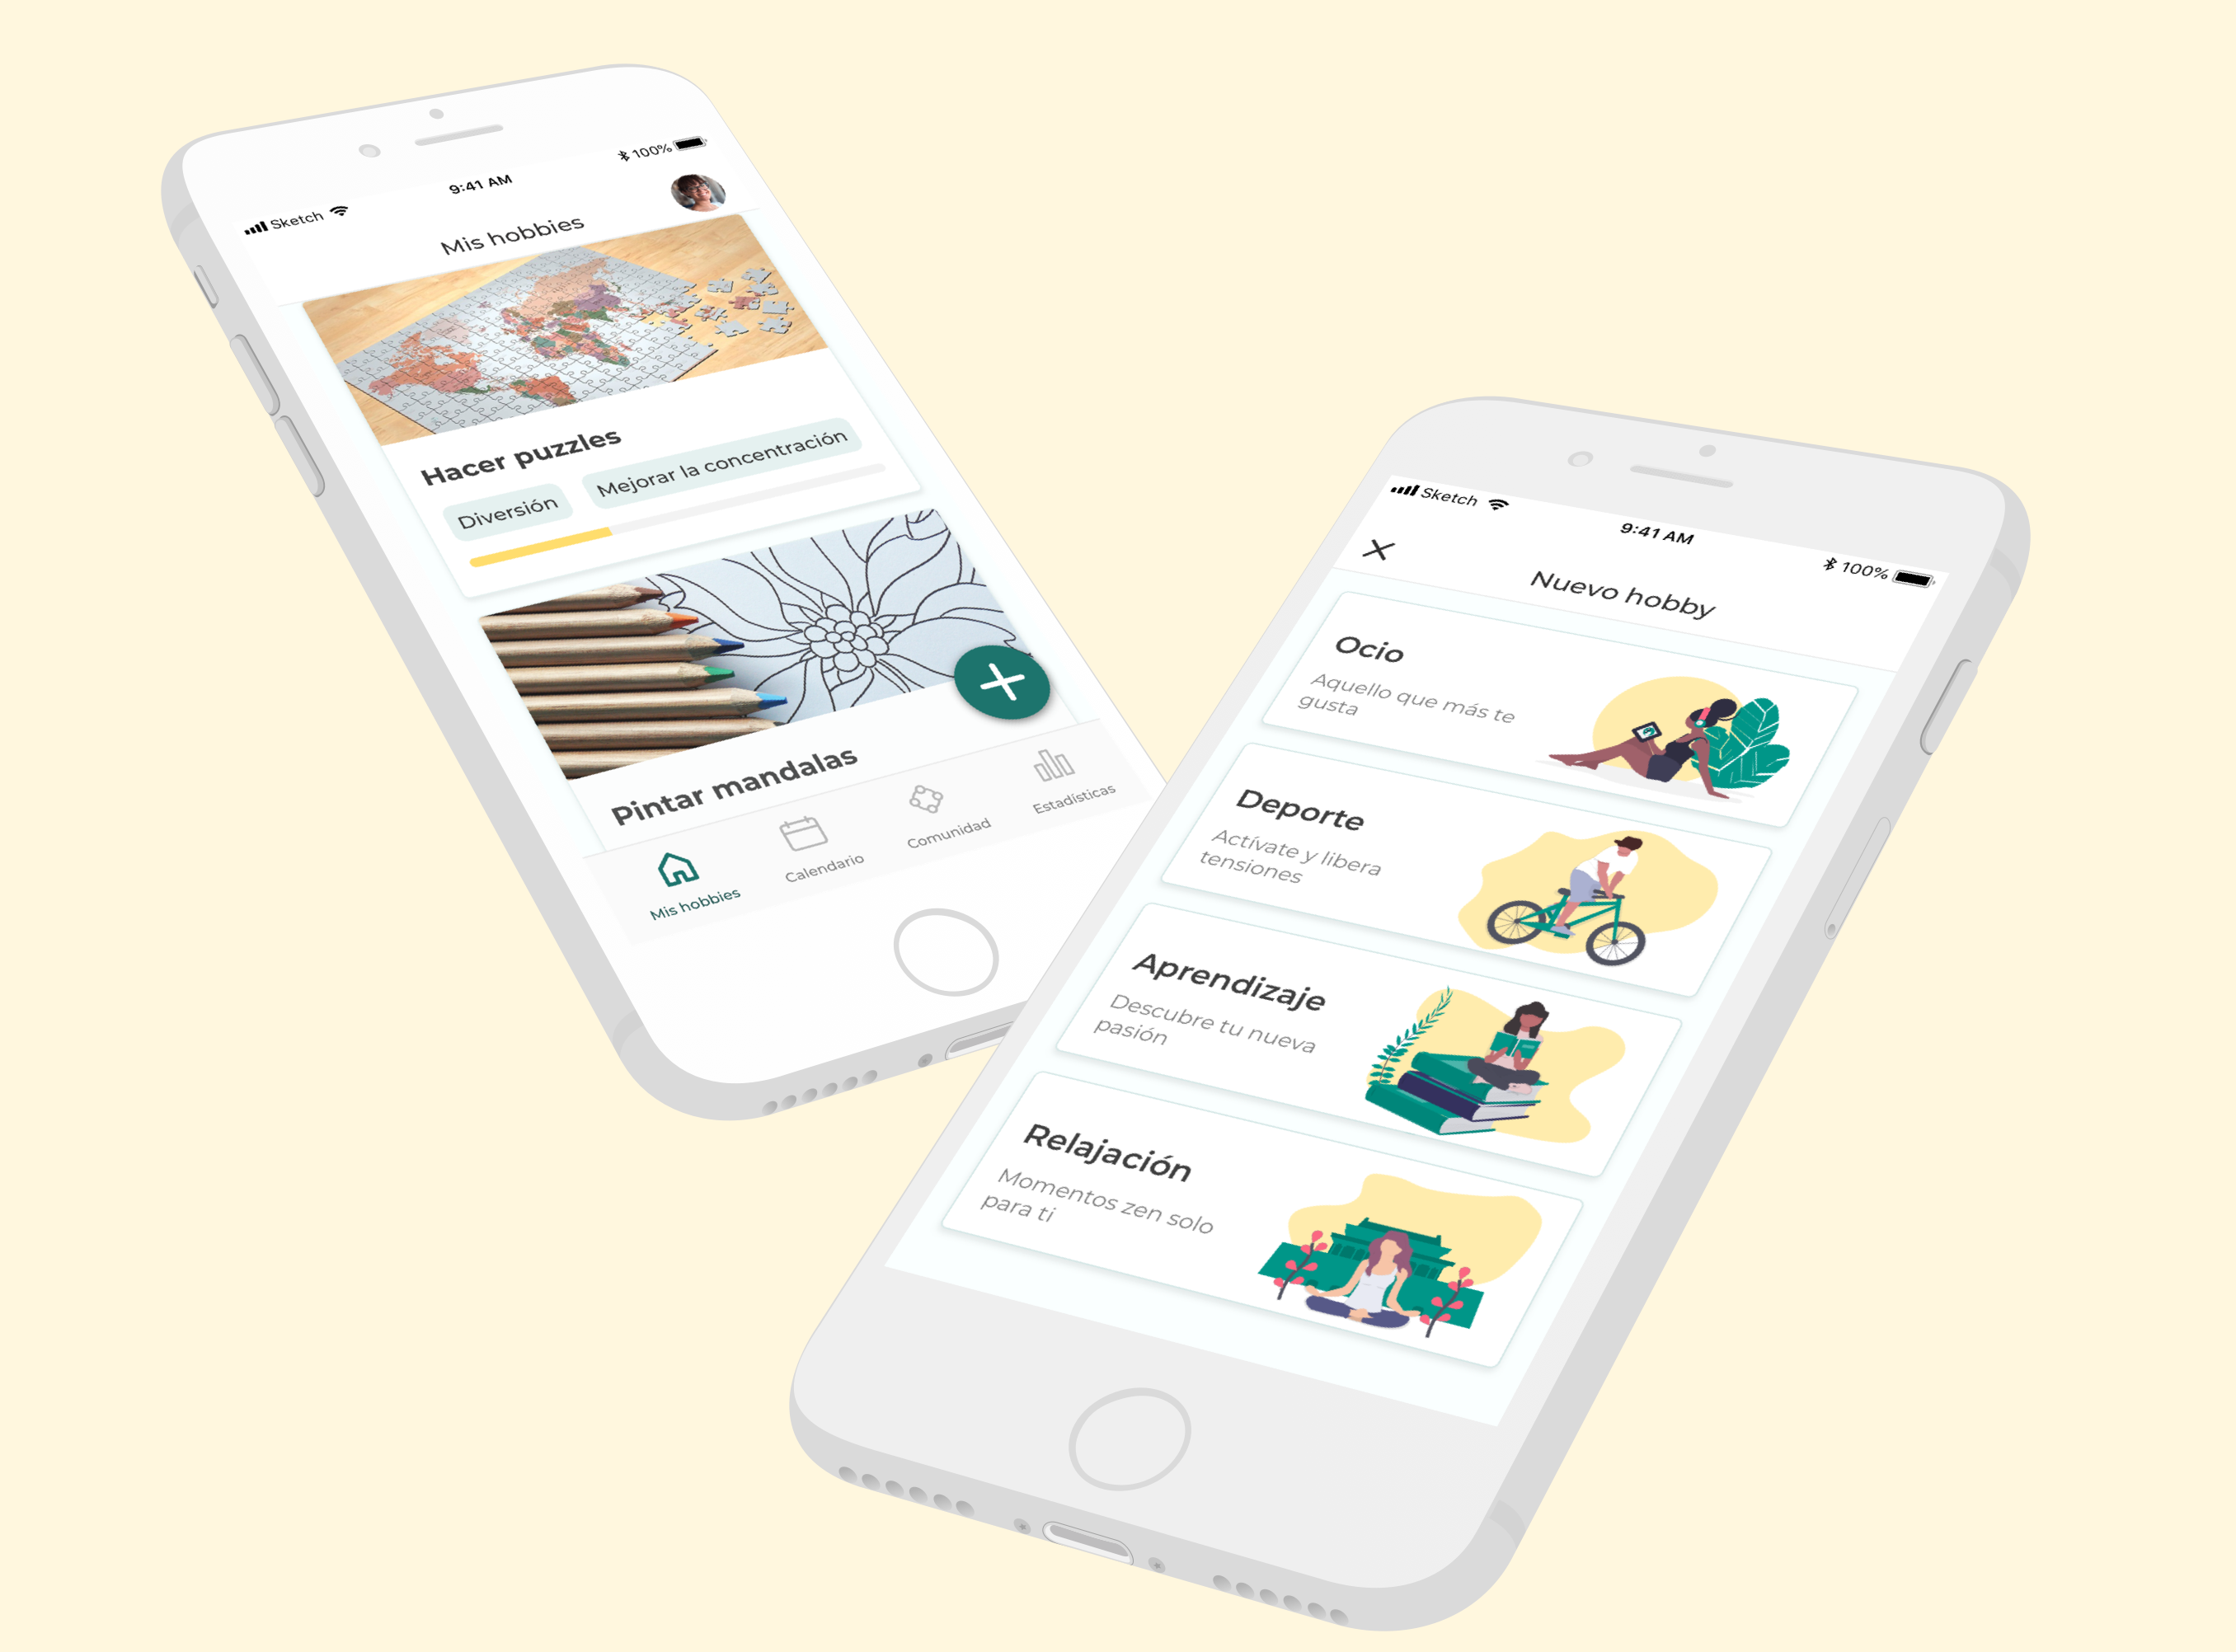 Sketch
9:41 AM
100%
Mis hobbies
Hacer puzzles
Diversión
Mejorar la concentración
Pintar mandalas
Mis hobbies
Calendario
Comunidad
Estadísticas
Sketch
9:41 AM
100%
Nuevo hobby
Ocio
Aquello que más te
gusta
Deporte
Actívate y libera
tensiones
Aprendizaje
Descubre tu nueva
pasión
Relajación
Momentos zen solo
para ti